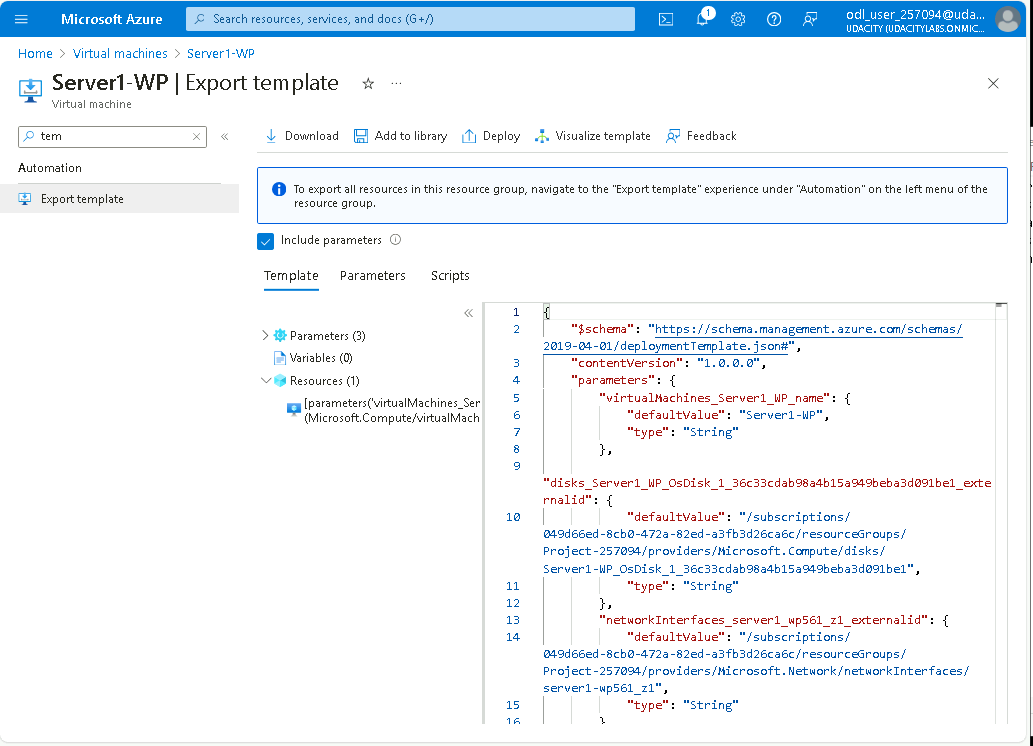 Microsoft Azure
Search resources, services, and docs (G+/)
1
odl_user_257094@uda...
UDACITY (UDACITYLABS.ONMIC...
Home > Virtual machines > Server1-WP
Server1-WP | Export template
...
Virtual machine
tem
Automation
Export template
Download
Add to library
Deploy
Visualize template
Feedback
To export all resources in this resource group, navigate to the "Export template" experience under "Automation" on the left menu of the
resource group.
Include parameters
Template
Parameters
Scripts
Parameters (3)
Variables (0)
Resources (1)
[parameters('virtualMachines_Ser
(Microsoft.Compute/virtualMach
1 {
2 "$schema": "https://schema.management.azure.com/schemas/
2019-04-01/deploymentTemplate.json#",
3 "contentVersion": "1.0.0.0",
4 "parameters": {
5 "virtualMachines_Server1_WP_name": {
6 "defaultValue": "Server1-WP",
7 "type": "String"
8 },
9
"disks_Server1_WP_OsDisk_1_36c33cdab98a4b15a949beba3d091be1_exte
rnalid": {
10 "defaultValue": "/subscriptions/
049d66ed-8cb0-472a-82ed-a3fb3d26ca6c/resourceGroups/
Project-257094/providers/Microsoft.Compute/disks/
Server1-WP_OsDisk_1_36c33cdab98a4b15a949beba3d091be1",
11 "type": "String"
12 },
13 "networkInterfaces_server1_wp561_z1_externalid": {
14 "defaultValue": "/subscriptions/
049d66ed-8cb0-472a-82ed-a3fb3d26ca6c/resourceGroups/
Project-257094/providers/Microsoft.Network/networkInterfaces/
server1-wp561_z1",
15 "type": "String"
16 }